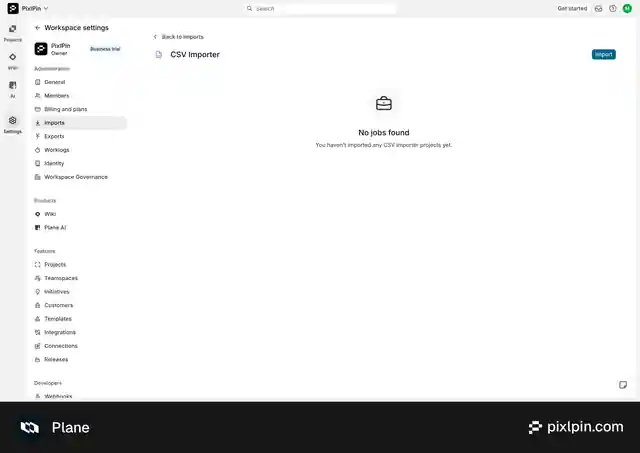 PixlPin
Search
Get started
M
Projects
Wiki
AI
Settings
Workspace settings
PixlPin
Owner
Business trial
Administration
General
Members
Billing and plans
Imports
Exports
Worklogs
Identity
Workspace Governance
Products
Wiki
Plane AI
Features
Projects
Teamspaces
Initiatives
Customers
Templates
Integrations
Connections
Releases
Developers
Webhooks
Back to Imports
CSV Importer
Import
No jobs found
You haven't imported any CSV Importer projects yet.
Plane
pixlpin.com